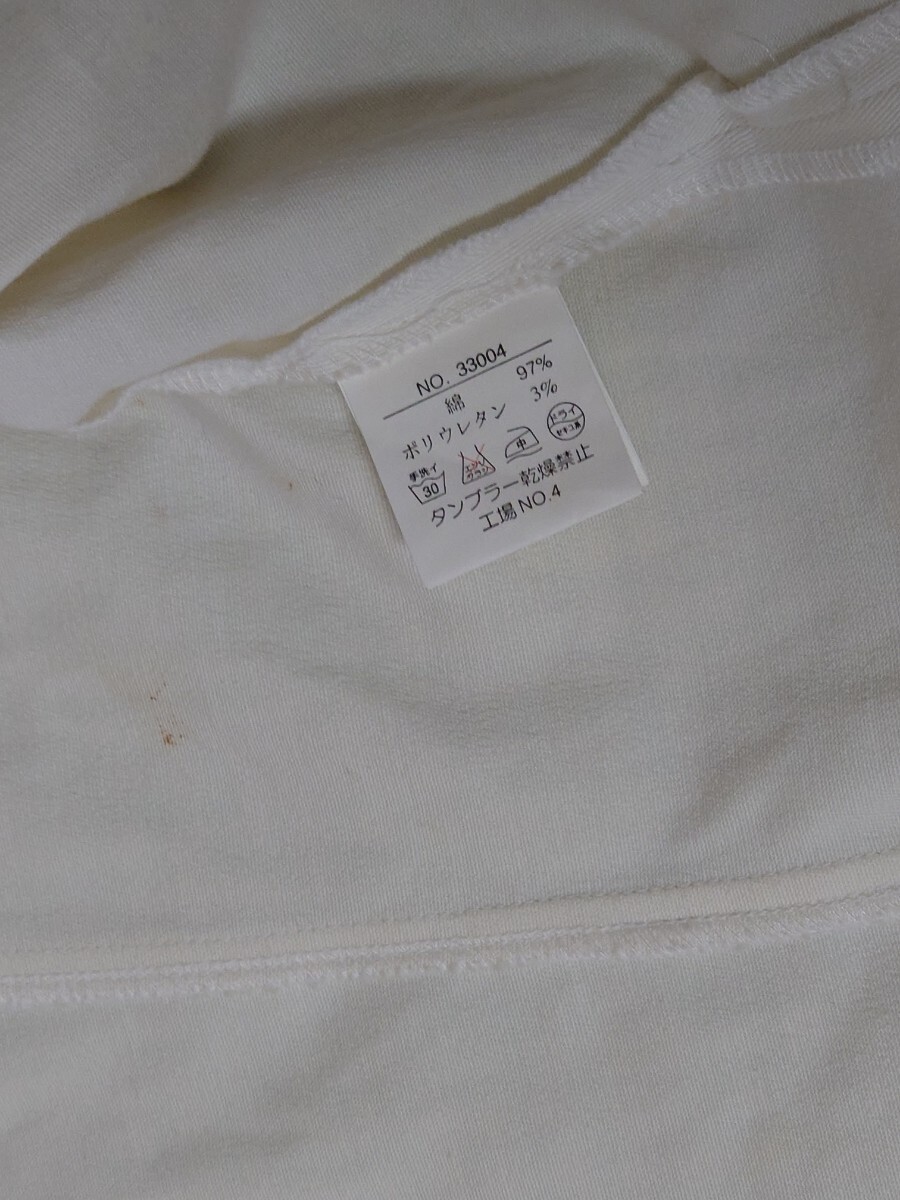 NO. 33004
綿 97%
ポリウレタン 3%
手洗イ 30 エンソ サラシ 中 ドライ セキユ系
タンブラー乾燥禁止
工場NO.4